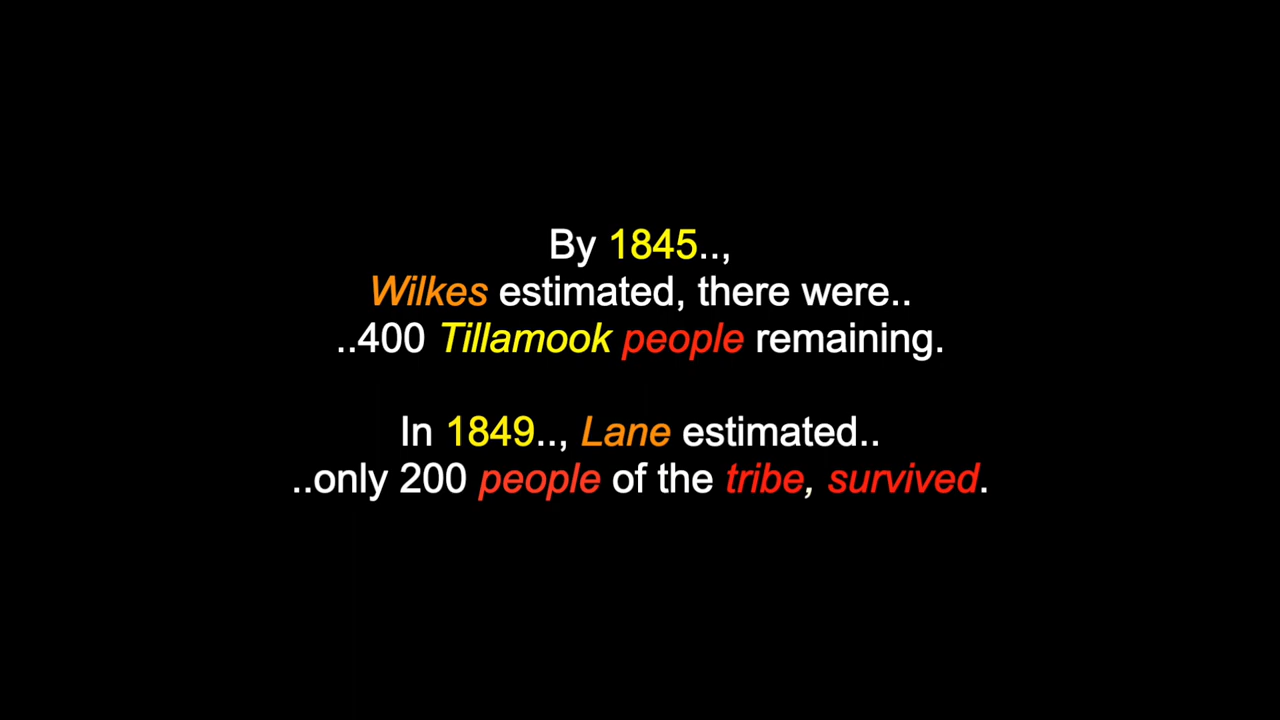 By 1845..,
Wilkes estimated, there were..
..400 Tillamook people remaining.
In 1849.., Lane estimated..
..only 200 people of the tribe, survived.